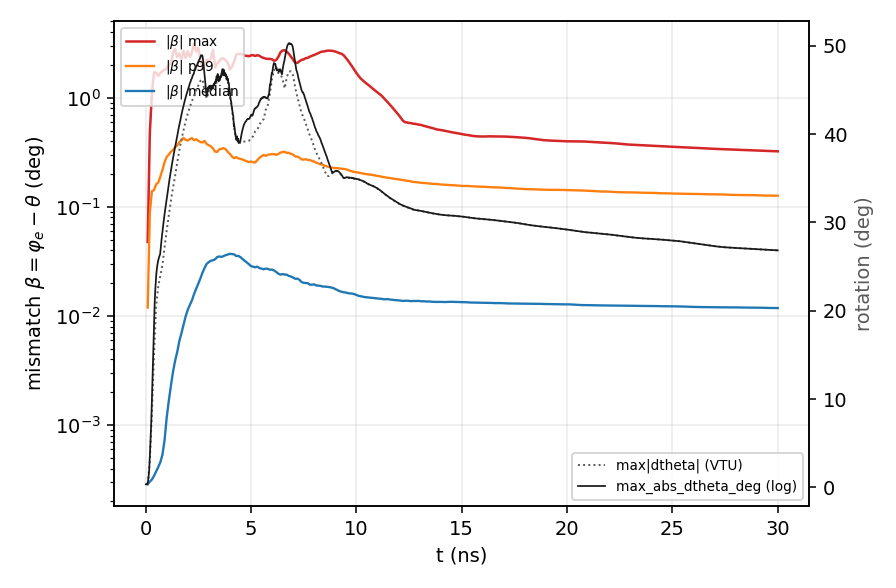 |β| max
|β| p99
|β| median
mismatch β = φₑ − θ (deg)
10⁰
10⁻¹
10⁻²
10⁻³
50
40
30
20
10
0
rotation (deg)
max|dtheta| (VTU)
max_abs_dtheta_deg (log)
0 5 10 15 20 25 30
t (ns)